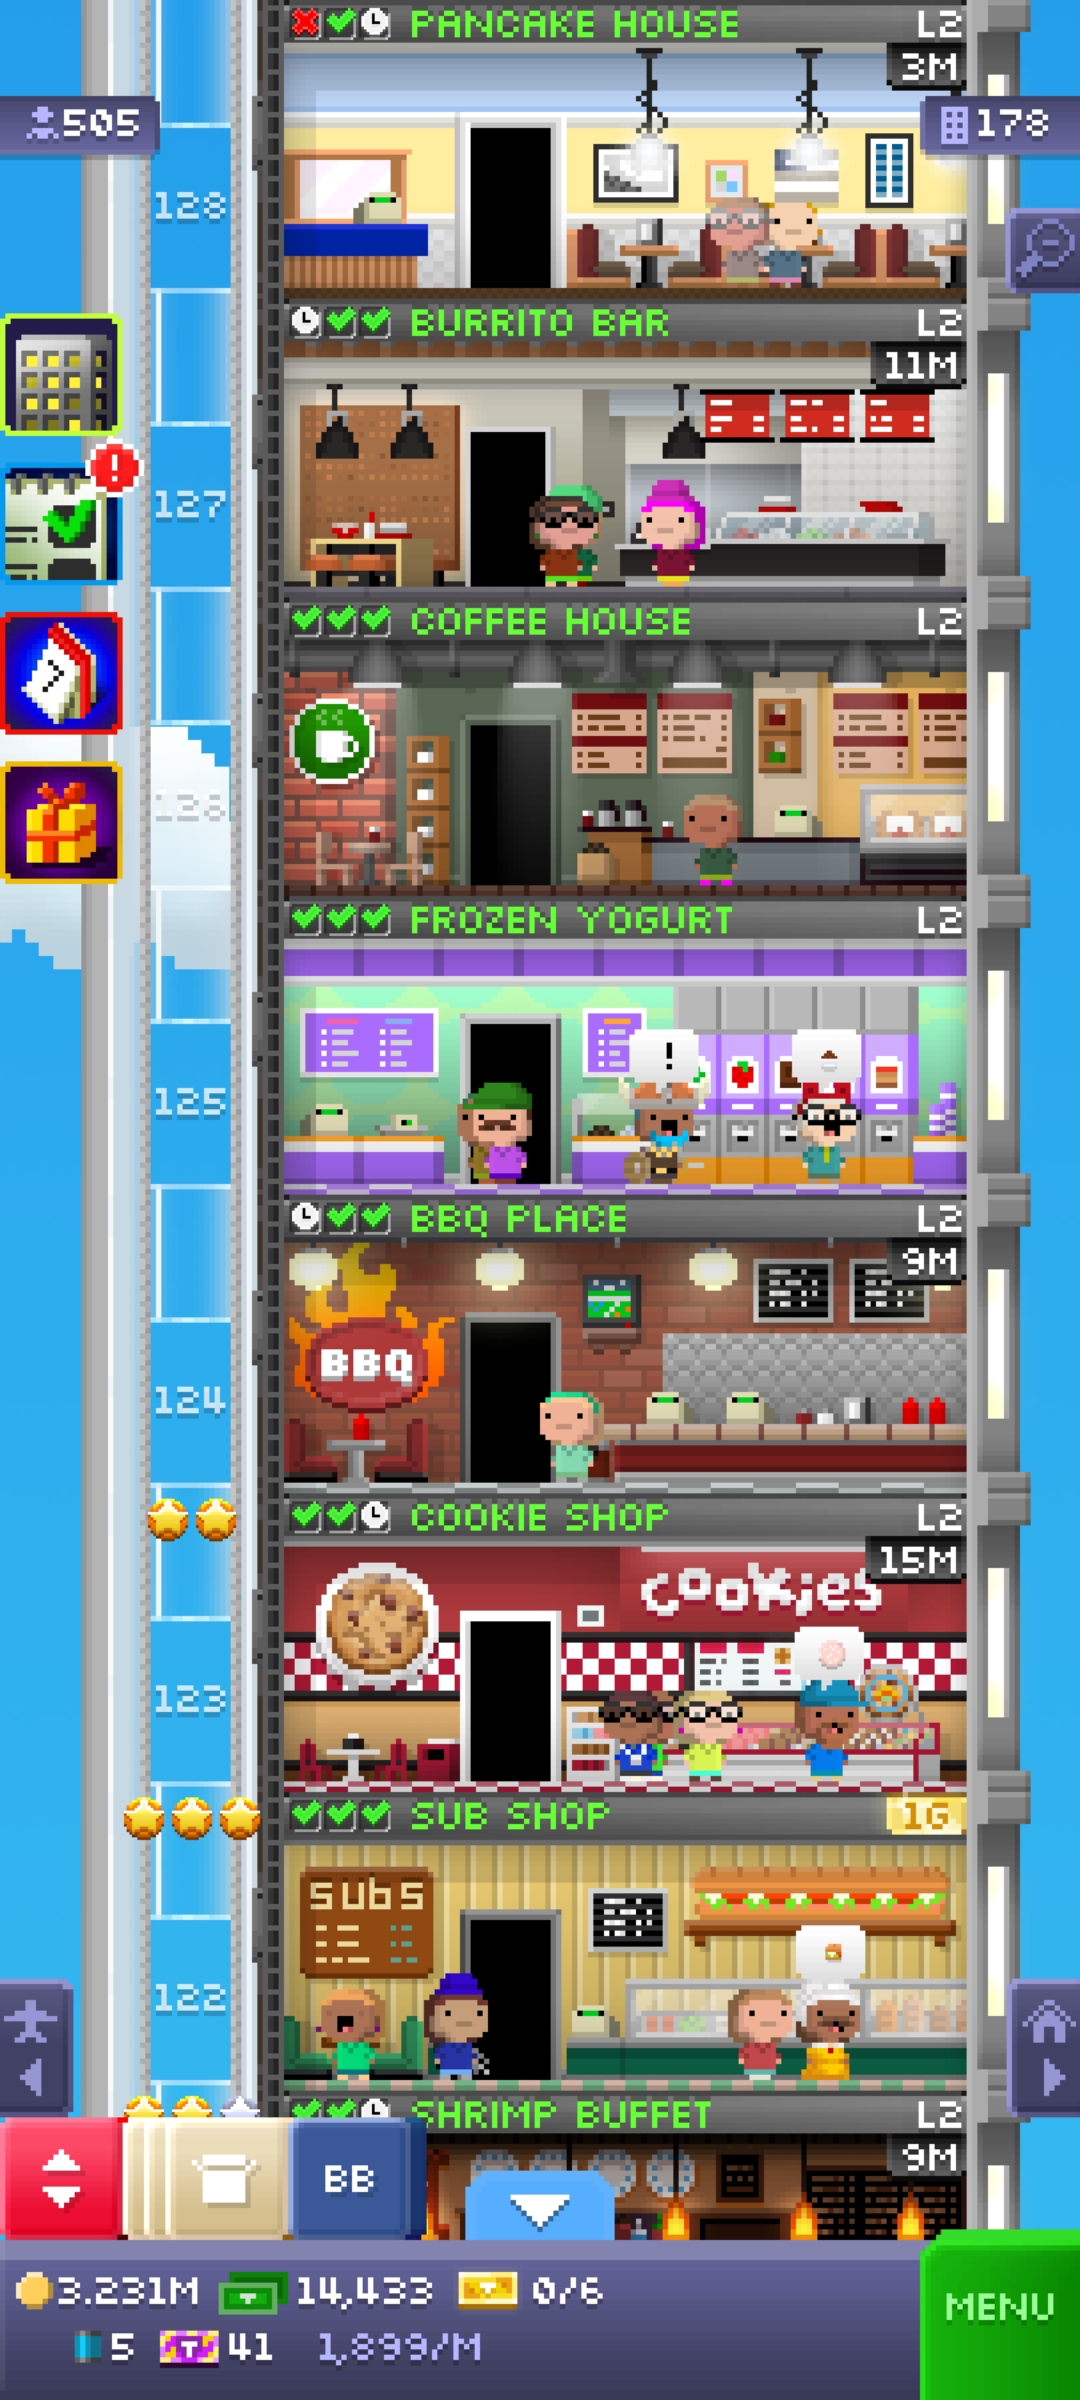 PANCAKE HOUSE L2
3M
505
178
128
BURRITO BAR L2
11M
127
COFFEE HOUSE L2
126
FROZEN YOGURT L2
!
125
BBQ PLACE L2
9M
BBQ
124
COOKIE SHOP L2
15M
Cookies
123
SUB SHOP 1G
SUBS
122
SHRIMP BUFFET L2
9M
BB
3.231M 14,433 0/6
5 T 41 1,899/M
MENU